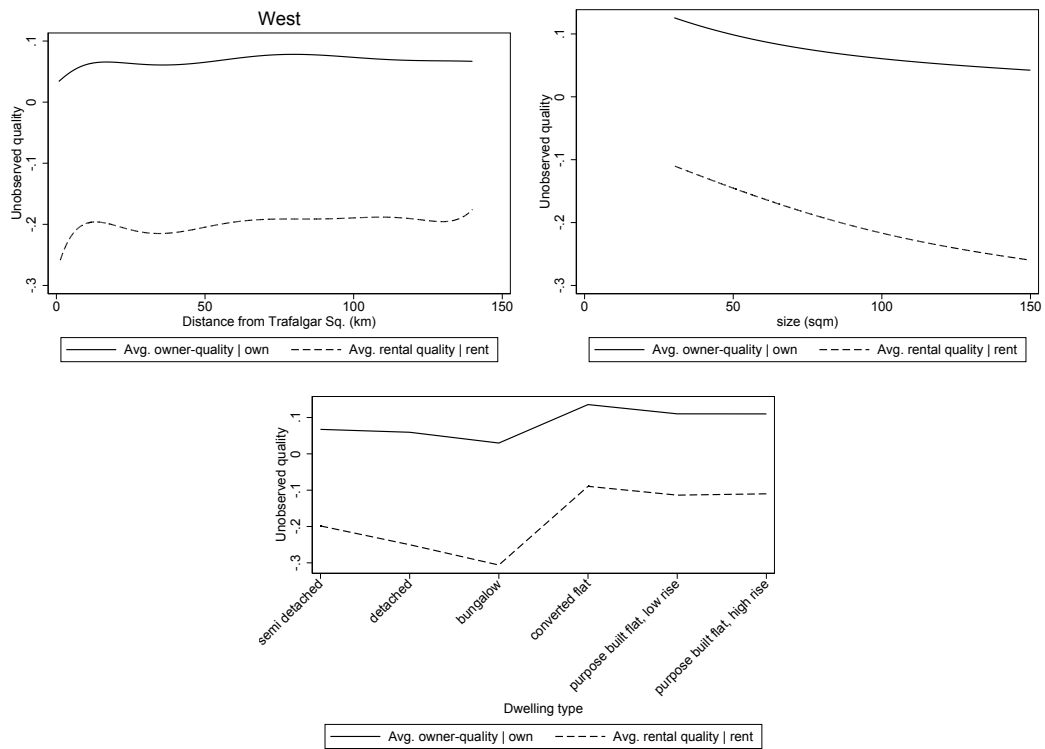 West
Unobserved quality
.1
0
-.1
-.2
-.3
0 50 100 150
Distance from Trafalgar Sq. (km)
Avg. owner-quality | own Avg. rental quality | rent
Unobserved quality
.1
0
-.1
-.2
-.3
0 50 100 150
size (sqm)
Avg. owner-quality | own Avg. rental quality | rent
Unobserved quality
.1
0
-.1
-.2
-.3
semi detached
detached
bungalow
converted flat
purpose built flat, low rise
purpose built flat, high rise
Dwelling type
Avg. owner-quality | own Avg. rental quality | rent